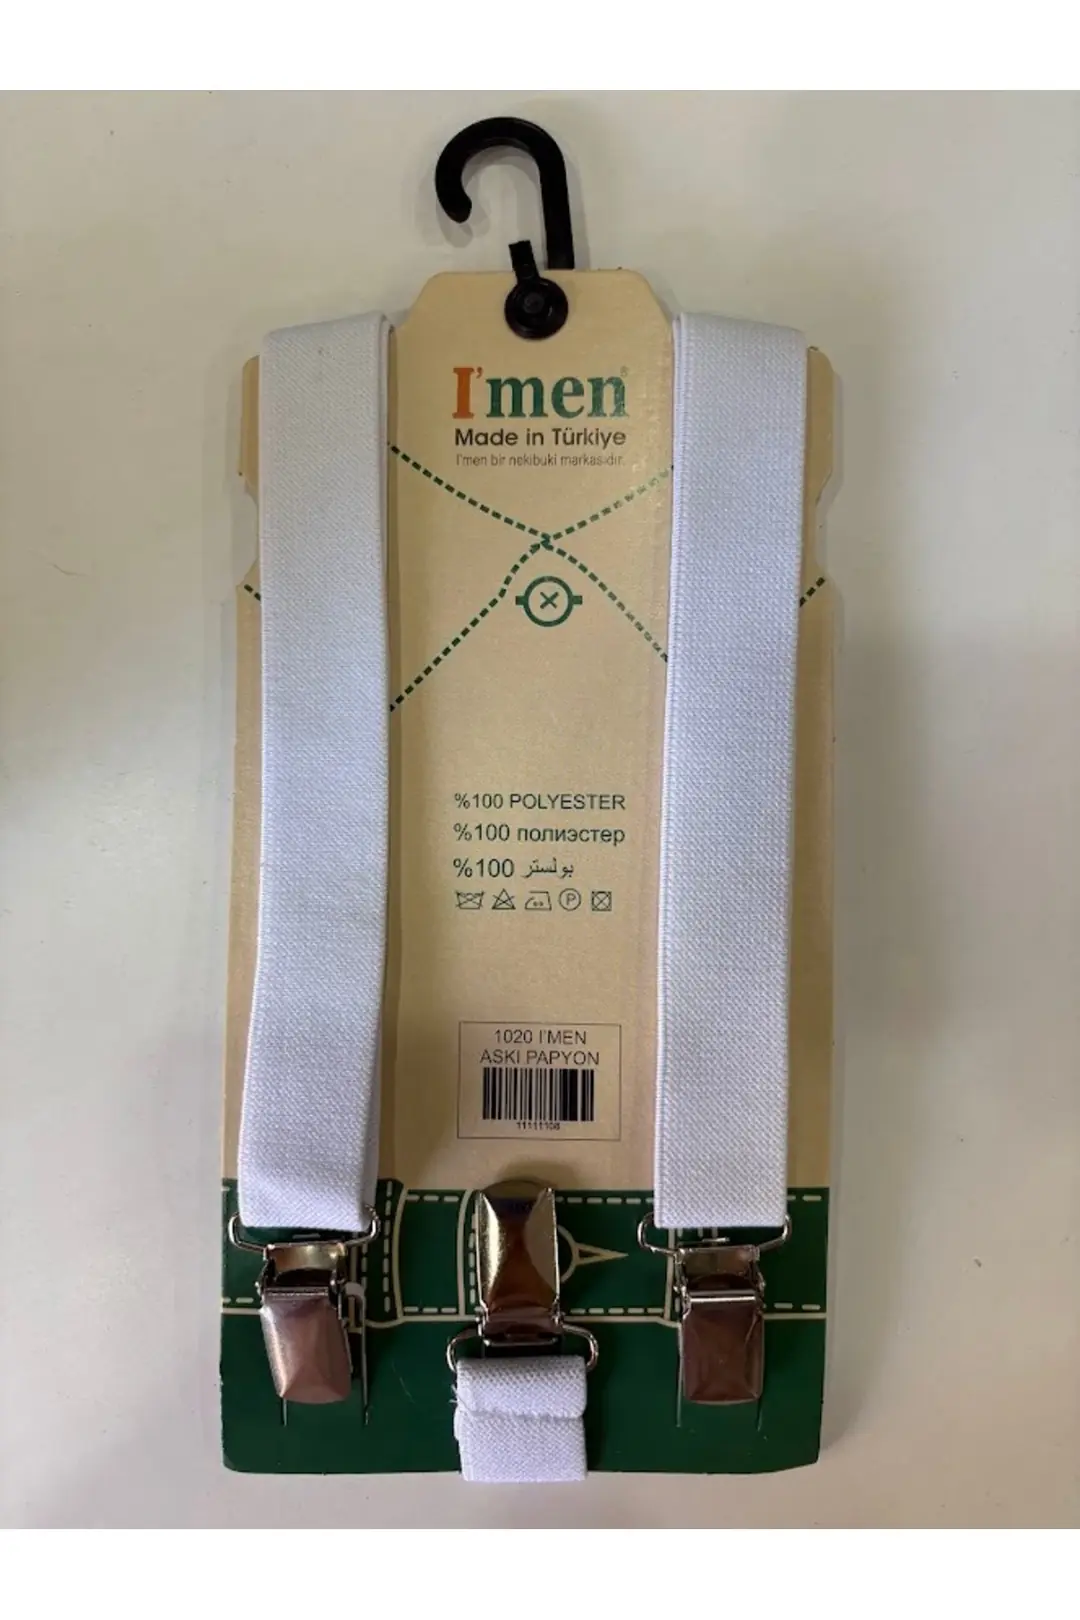 I'men®
Made in Türkiye
I'men bir nekibuki markasıdır.
%100 POLYESTER
%100 полиэстер
%100 بولستر
P
1020 I'MEN
ASKI PAPYON
11111108